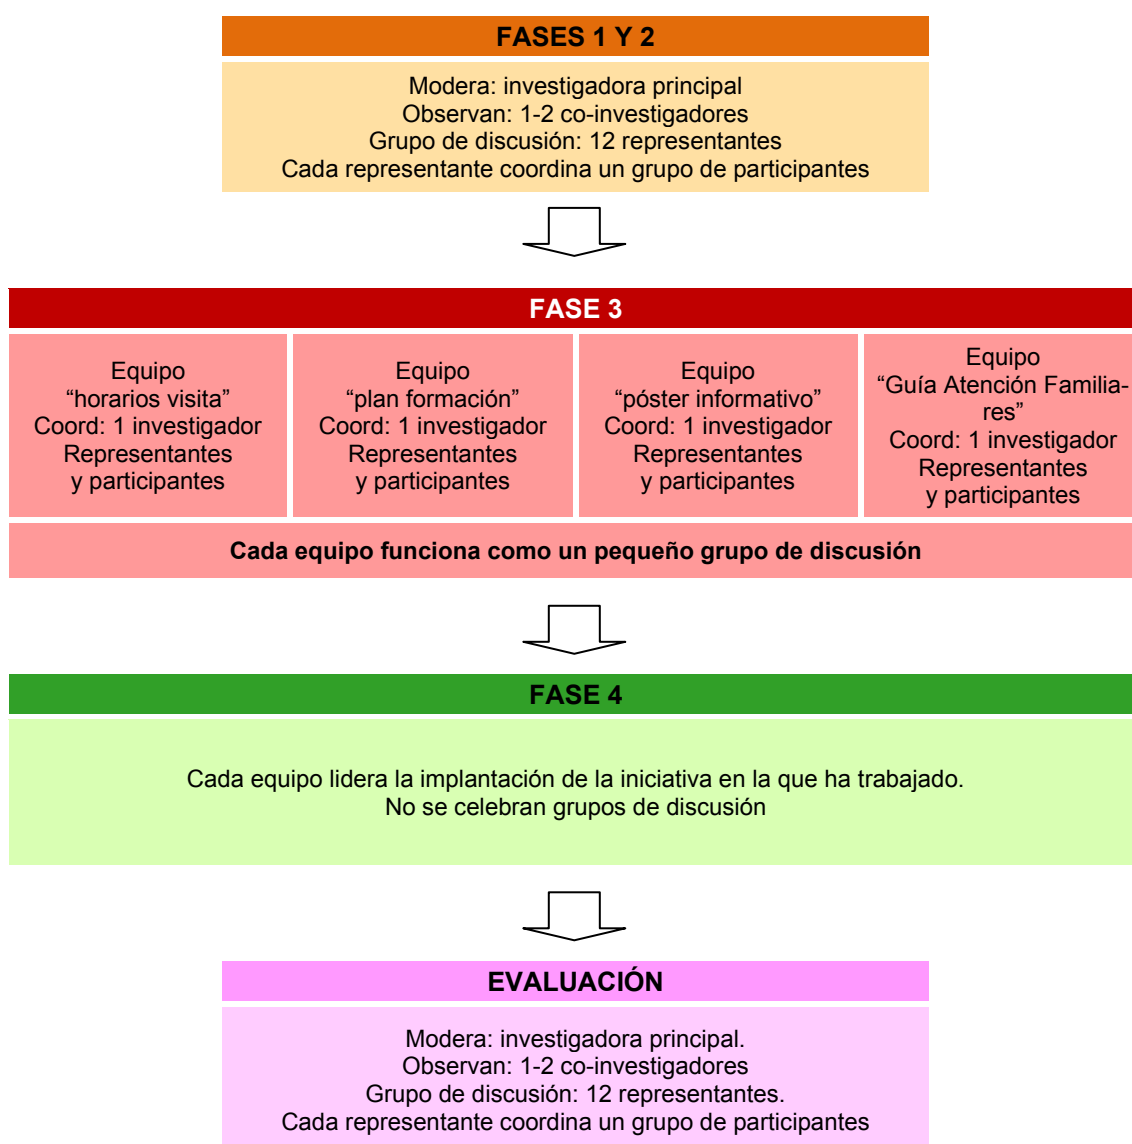 FASES 1 Y 2
Modera: investigadora principal
Observan: 1-2 co-investigadores
Grupo de discusión: 12 representantes
Cada representante coordina un grupo de participantes
FASE 3
Equipo
“horarios visita”
Coord: 1 investigador
Representantes
y participantes
Equipo
“plan formación”
Coord: 1 investigador
Representantes
y participantes
Equipo
“póster informativo”
Coord: 1 investigador
Representantes
y participantes
Equipo
“Guía Atención Familia-
res”
Coord: 1 investigador
Representantes
y participantes
Cada equipo funciona como un pequeño grupo de discusión
FASE 4
Cada equipo lidera la implantación de la iniciativa en la que ha trabajado.
No se celebran grupos de discusión
EVALUACIÓN
Modera: investigadora principal.
Observan: 1-2 co-investigadores
Grupo de discusión: 12 representantes.
Cada representante coordina un grupo de participantes